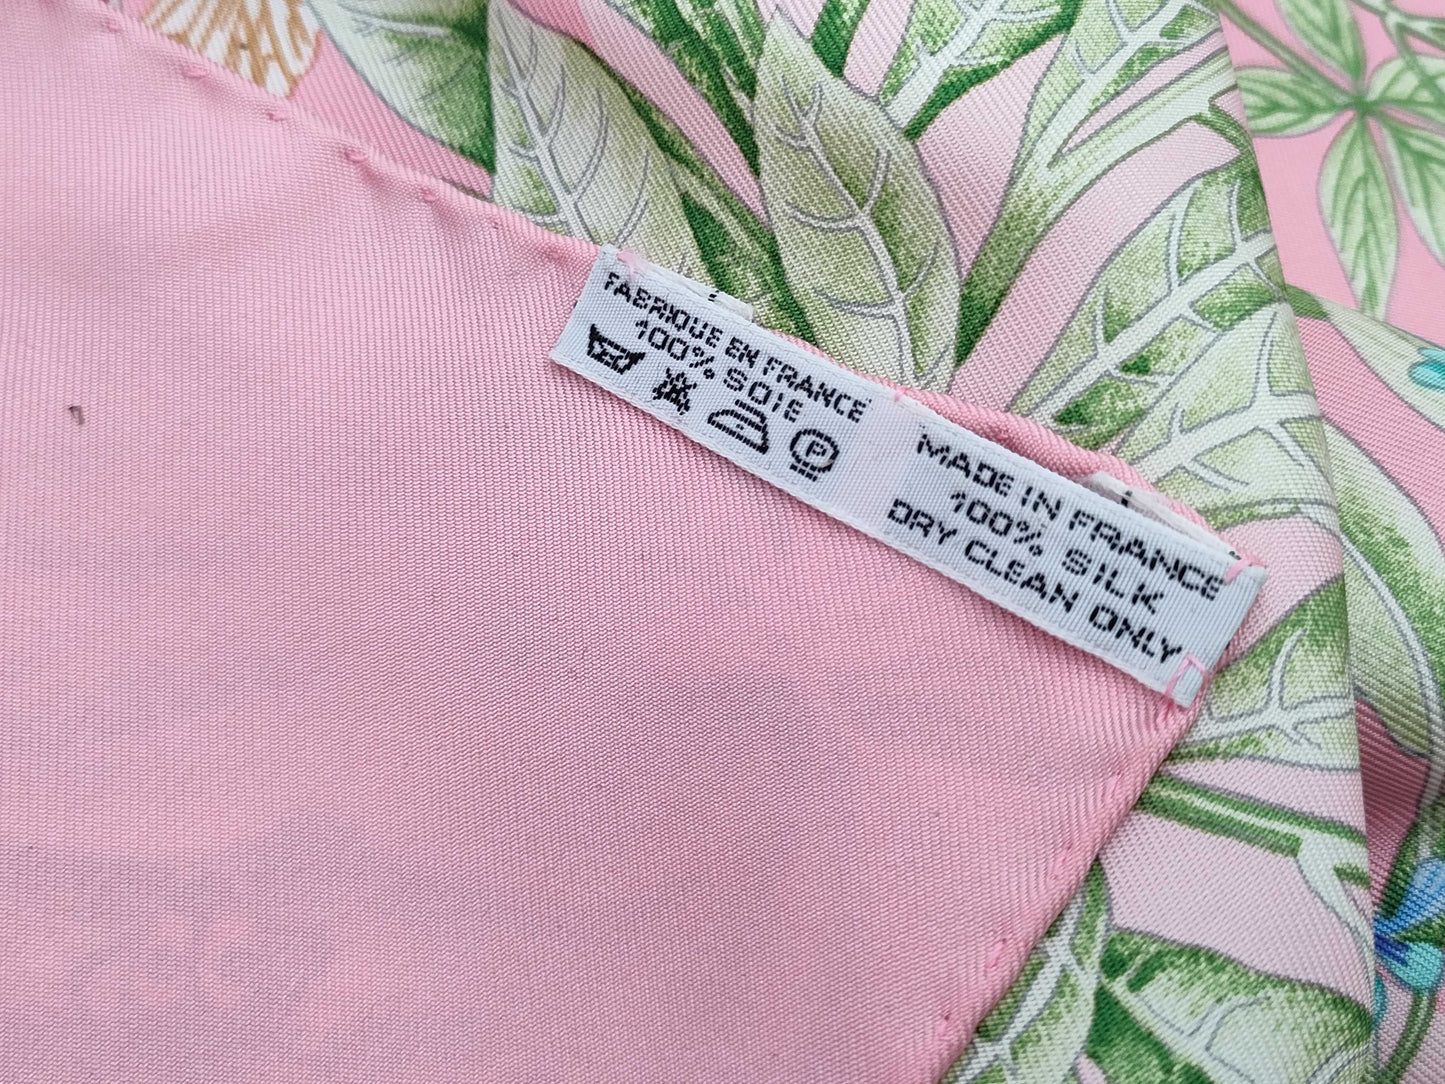 FABRIQUE EN FRANCE
100% SOIE
P
MADE IN FRANCE
100% SILK
DRY CLEAN ONLY